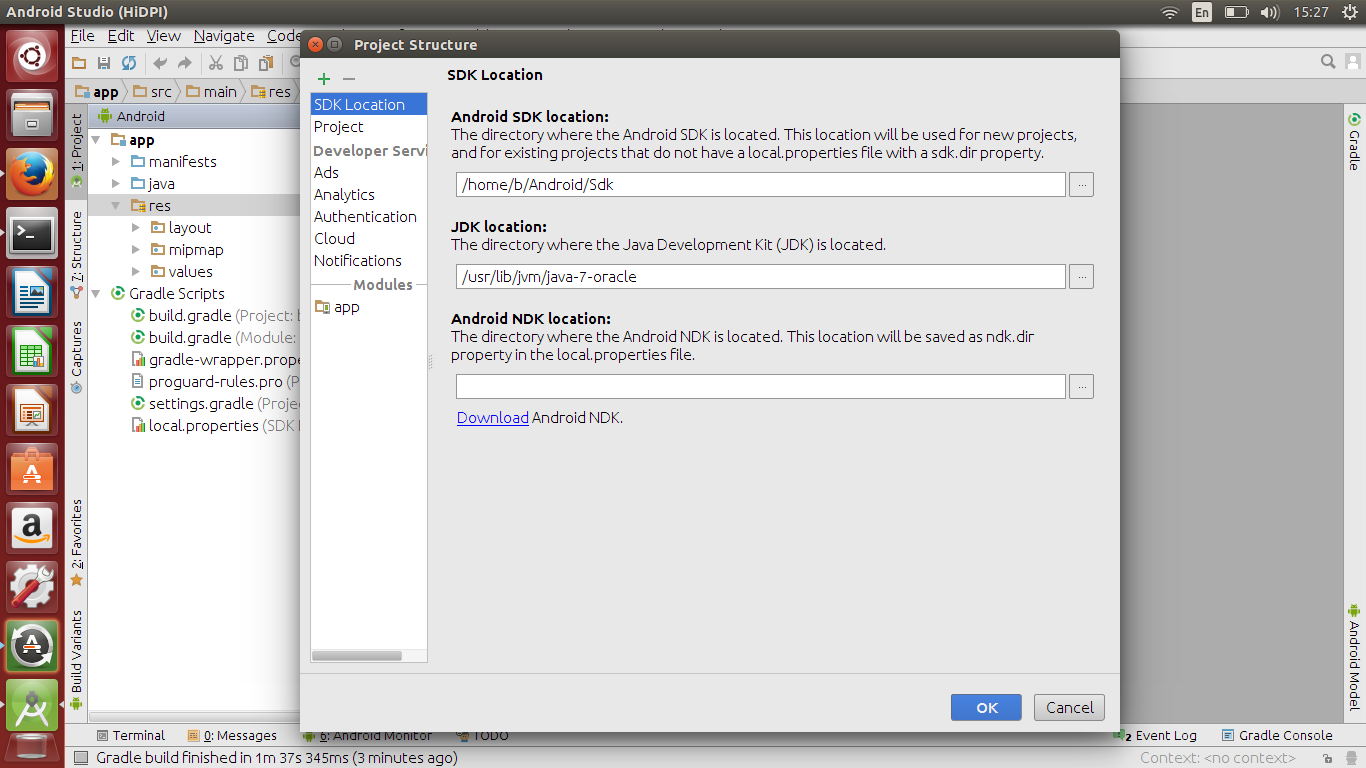 Android Studio (HiDPI)
En
15:27
File Edit View Navigate Code
Project Structure
app src main res
SDK Location
Android
SDK Location
Project
Developer Servi
Ads
Analytics
Authentication
Cloud
Notifications
Modules
app
Android SDK location:
The directory where the Android SDK is located. This location will be used for new projects,
and for existing projects that do not have a local.properties file with a sdk.dir property.
/home/b/Android/Sdk
...
JDK location:
The directory where the Java Development Kit (JDK) is located.
/usr/lib/jvm/java-7-oracle
...
Android NDK location:
The directory where the Android NDK is located. This location will be saved as ndk.dir
property in the local.properties file.
...
Download Android NDK.
OK
Cancel
app
manifests
java
res
layout
mipmap
values
Gradle Scripts
build.gradle (Project: b
build.gradle (Module:
gradle-wrapper.prope
proguard-rules.pro (P
settings.gradle (Projec
local.properties (SDK
1: Project
7: Structure
Captures
2: Favorites
Build Variants
Gradle
Android Model
Terminal
0: Messages
6: Android Monitor
TODO
2 Event Log
Gradle Console
Gradle build finished in 1m 37s 345ms (3 minutes ago)
Context: <no context>